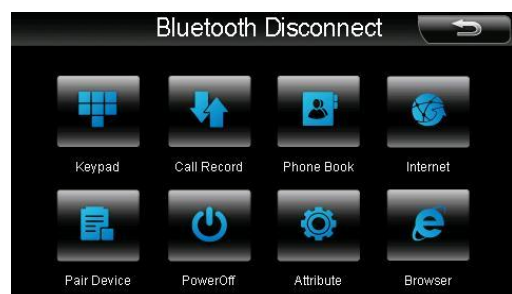 Bluetooth Disconnect
Keypad Call Record Phone Book Internet
Pair Device PowerOff Attribute Browser